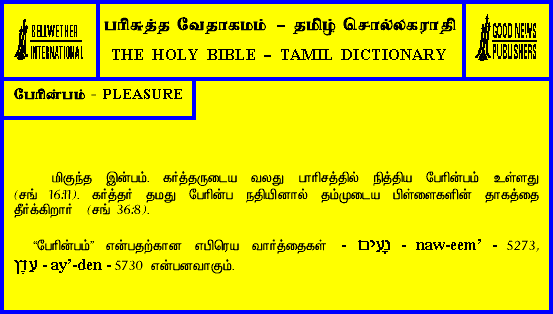 BELLWETHER
INTERNATIONAL
பரிசுத்த வேதாகமம் – தமிழ் சொல்லகராதி
THE HOLY BIBLE – TAMIL DICTIONARY
GOOD NEWS
PUBLISHERS
பேரின்பம் - PLEASURE
மிகுந்த இன்பம். கர்த்தருடைய வலது பாரிசத்தில் நித்திய பேரின்பம் உள்ளது
(சங் 16:11). கர்த்தர் தமது பேரின்ப நதியினால் தம்முடைய பிள்ளைகளின் தாகத்தை
தீர்க்கிறார் (சங் 36:8).
“பேரின்பம்” என்பதற்கான எபிரெய வார்த்தைகள் - נָעִים - naw-eem’ - 5273,
עֵדֶן - ay’-den - 5730 என்பனவாகும்.